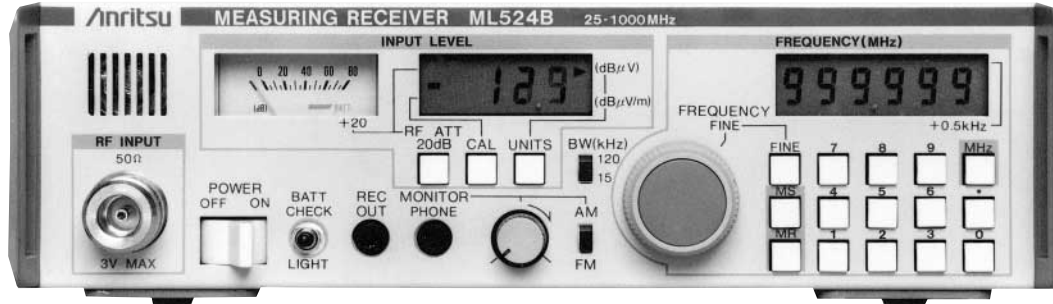 Anritsu MEASURING RECEIVER ML524B 25-1000MHz
INPUT LEVEL
FREQUENCY(MHz)
0 20 40 60 80
(dB)
BATT
- 12.9
(dBμV)
(dBμV/m)
999999
+20
+0.5kHz
RF ATT
20dB
CAL
UNITS
BW(kHz)
120
15
FREQUENCY
FINE
RF INPUT
50Ω
3V MAX
POWER
OFF ON
BATT
CHECK
LIGHT
REC
OUT
MONITOR
PHONE
AM
FM
FINE 7 8 9 MHz
MS 4 5 6 •
MR 1 2 3 0